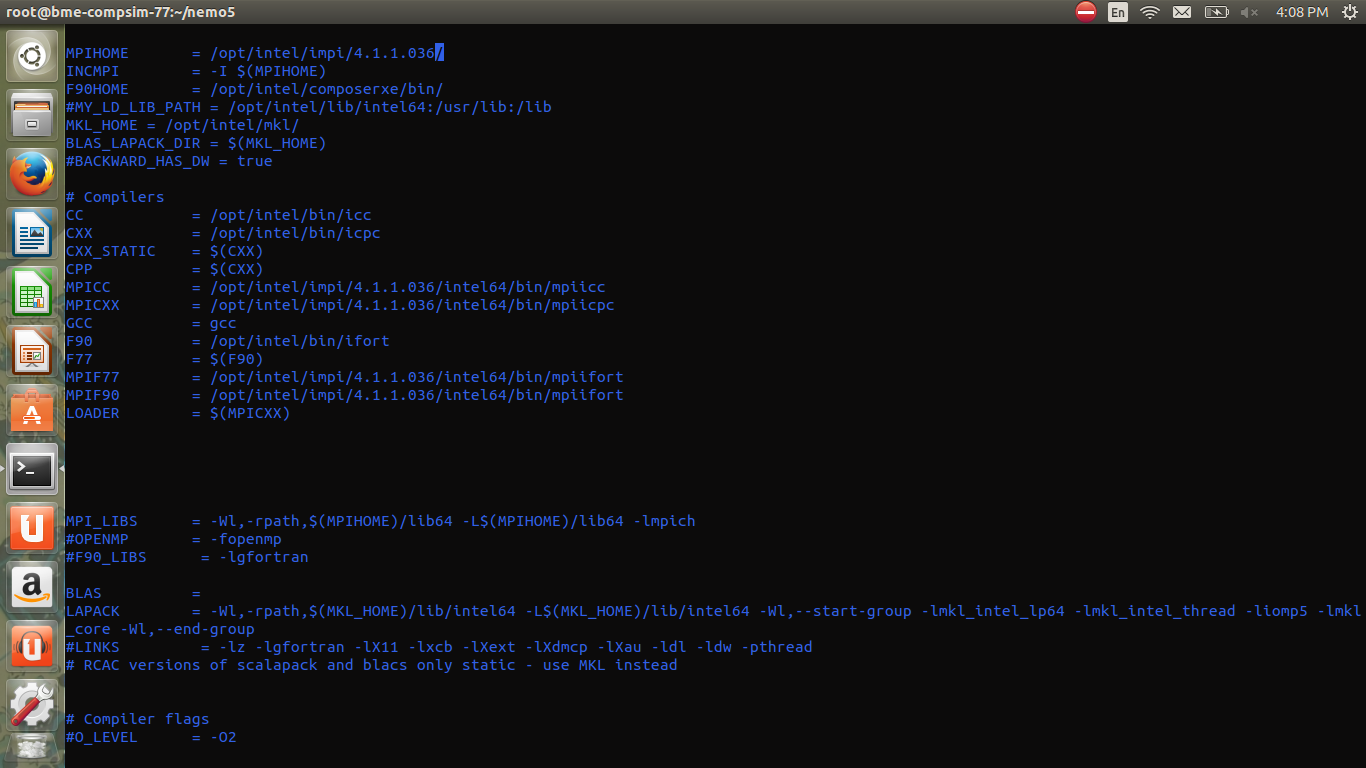 root@bme-compsim-77:~/nemo5
En
4:08 PM
MPIHOME = /opt/intel/impi/4.1.1.036/
INCMPI = -I $(MPIHOME)
F90HOME = /opt/intel/composerxe/bin/
#MY_LD_LIB_PATH = /opt/intel/lib/intel64:/usr/lib:/lib
MKL_HOME = /opt/intel/mkl/
BLAS_LAPACK_DIR = $(MKL_HOME)
#BACKWARD_HAS_DW = true
# Compilers
CC = /opt/intel/bin/icc
CXX = /opt/intel/bin/icpc
CXX_STATIC = $(CXX)
CPP = $(CXX)
MPICC = /opt/intel/impi/4.1.1.036/intel64/bin/mpiicc
MPICXX = /opt/intel/impi/4.1.1.036/intel64/bin/mpiicpc
GCC = gcc
F90 = /opt/intel/bin/ifort
F77 = $(F90)
MPIF77 = /opt/intel/impi/4.1.1.036/intel64/bin/mpiifort
MPIF90 = /opt/intel/impi/4.1.1.036/intel64/bin/mpiifort
LOADER = $(MPICXX)
MPI_LIBS = -Wl,-rpath,$(MPIHOME)/lib64 -L$(MPIHOME)/lib64 -lmpich
#OPENMP = -fopenmp
#F90_LIBS = -lgfortran
BLAS =
LAPACK = -Wl,-rpath,$(MKL_HOME)/lib/intel64 -L$(MKL_HOME)/lib/intel64 -Wl,--start-group -lmkl_intel_lp64 -lmkl_intel_thread -liomp5 -lmkl
_core -Wl,--end-group
#LINKS = -lz -lgfortran -lX11 -lxcb -lXext -lXdmcp -lXau -ldl -ldw -pthread
# RCAC versions of scalapack and blacs only static - use MKL instead
# Compiler flags
#O_LEVEL = -O2